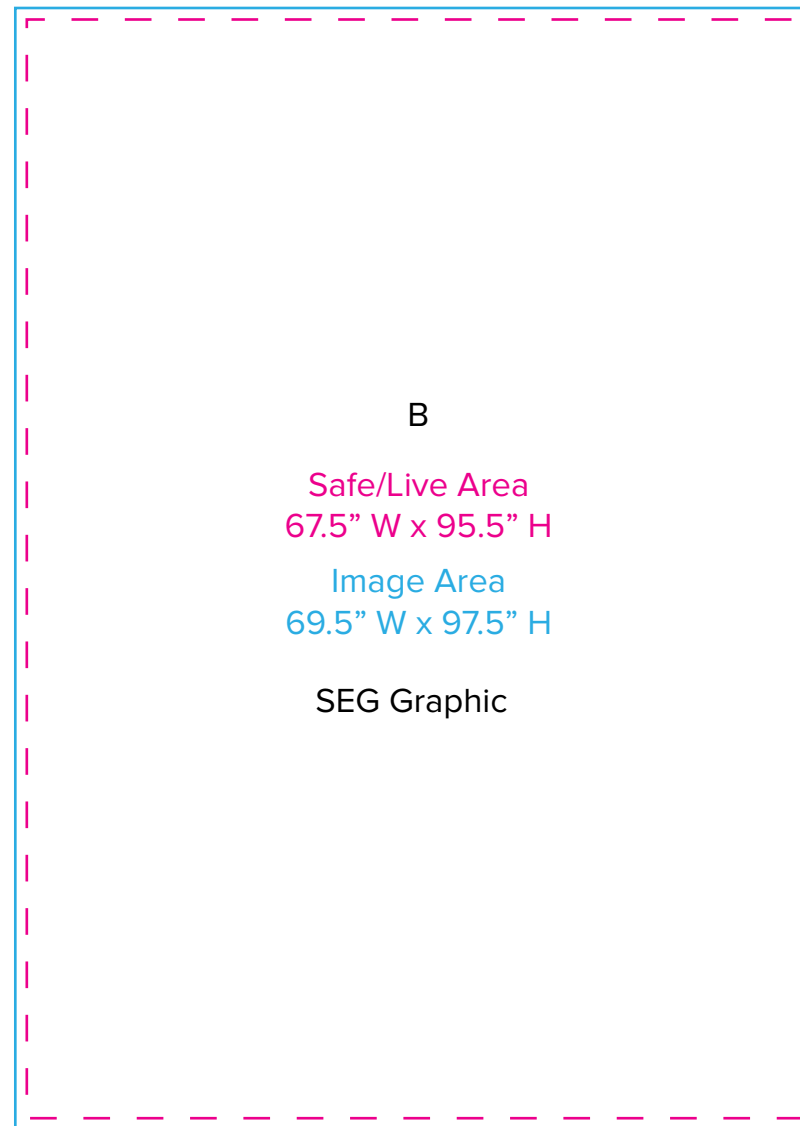 B
Safe/Live Area
67.5” W x 95.5” H
Image Area
69.5” W x 97.5” H
SEG Graphic